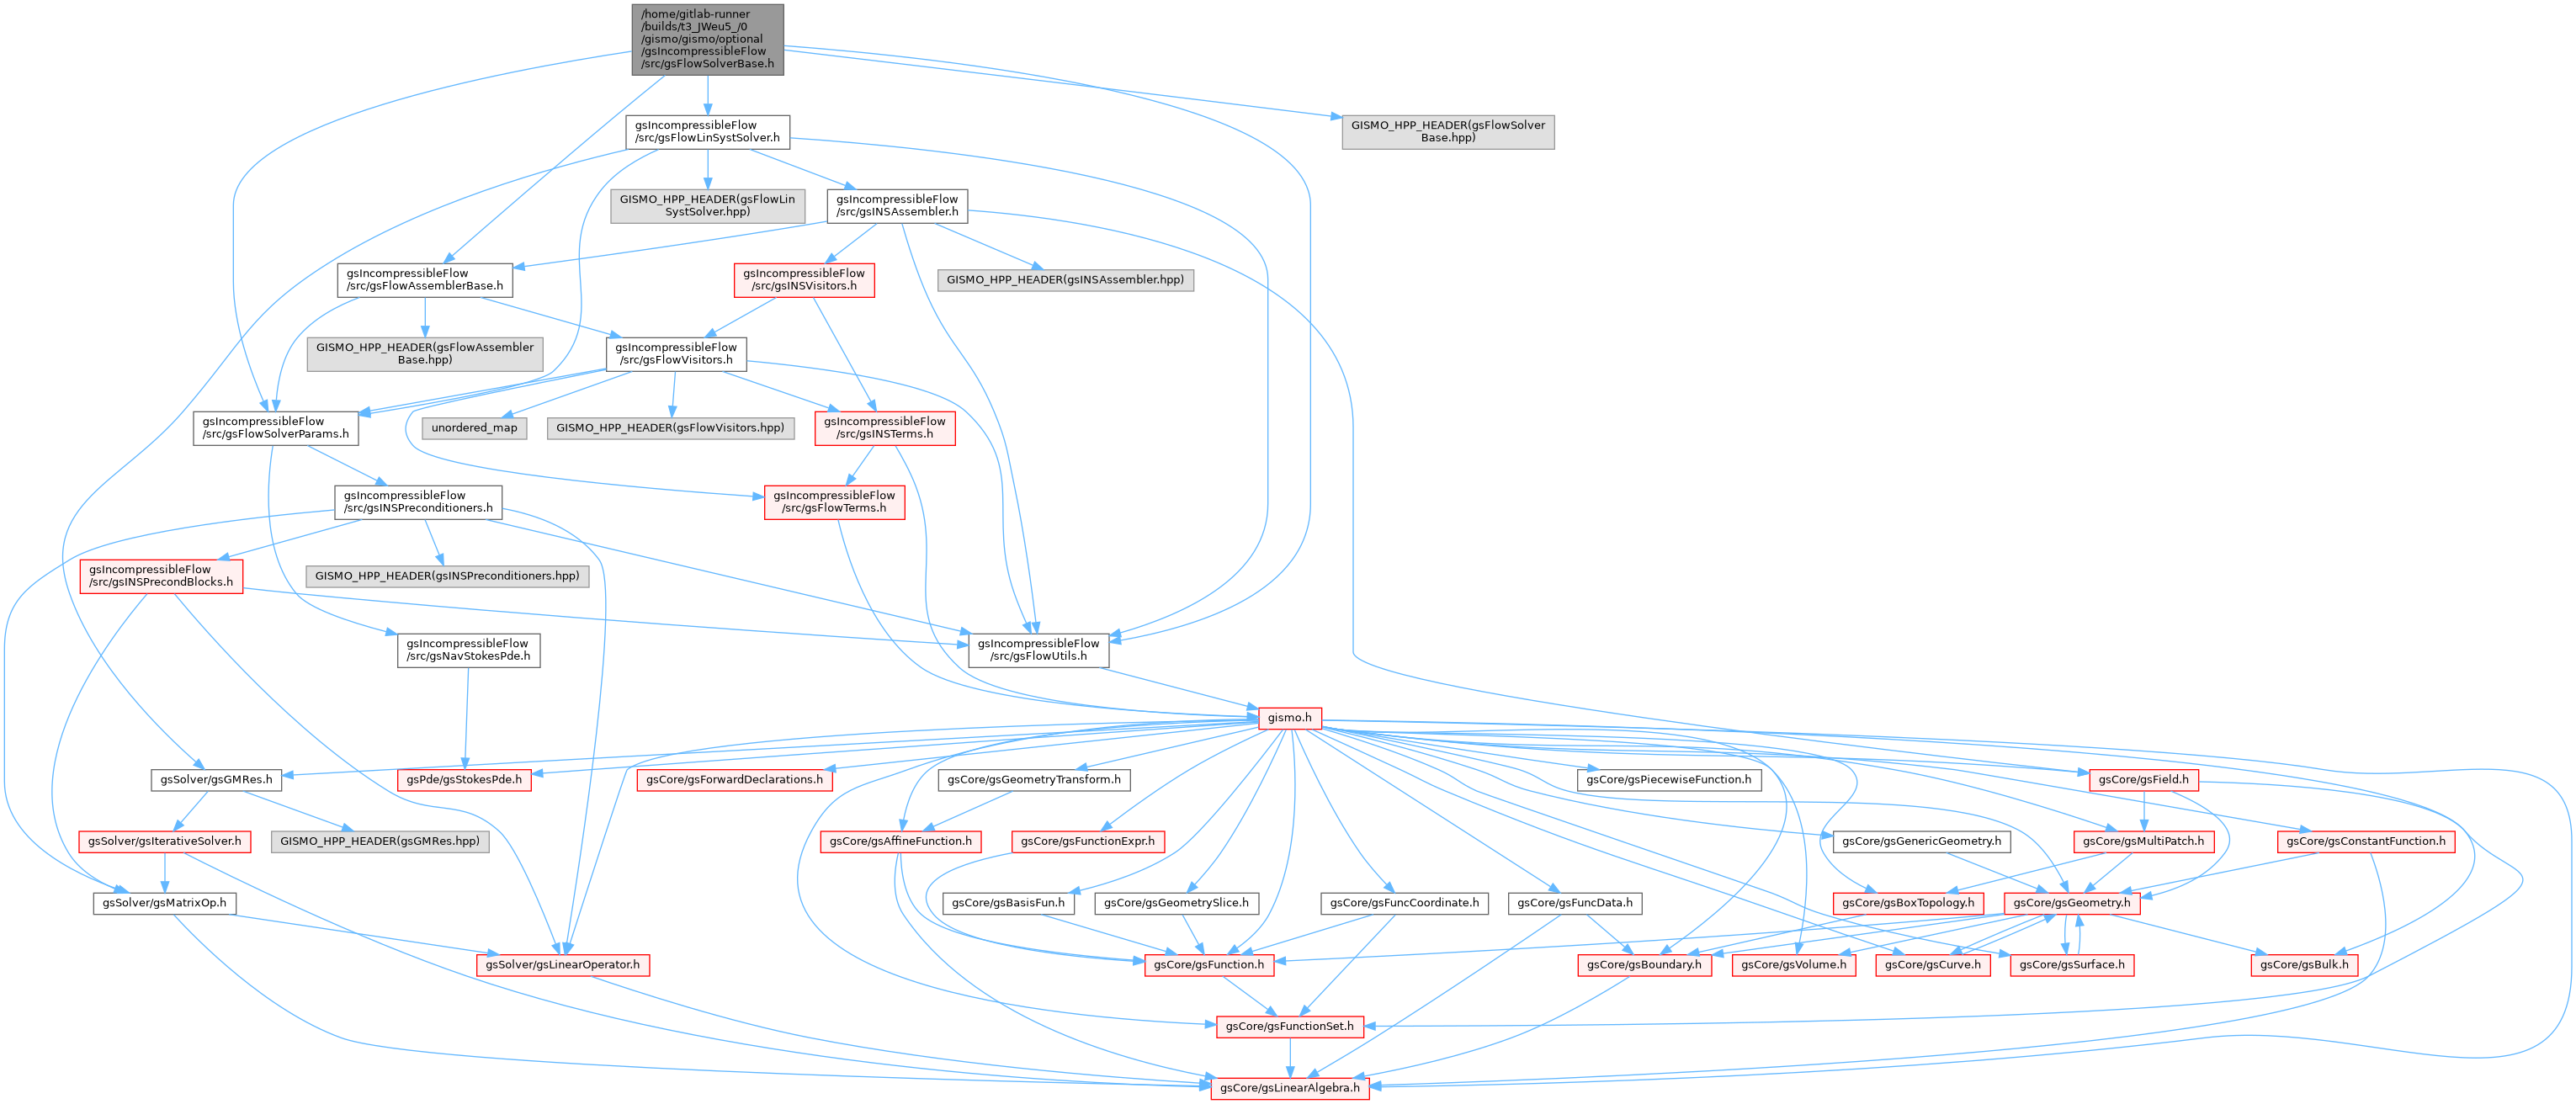 /home/gitlab-runner
/builds/t3_JWeu5_/0
/gismo/gismo/optional
/gsIncompressibleFlow
/src/gsFlowSolverBase.h
gsIncompressibleFlow
/src/gsFlowLinSystSolver.h
GISMO_HPP_HEADER(gsFlowSolver
Base.hpp)
GISMO_HPP_HEADER(gsFlowLin
SystSolver.hpp)
gsIncompressibleFlow
/src/gsINSAssembler.h
gsIncompressibleFlow
/src/gsFlowAssemblerBase.h
gsIncompressibleFlow
/src/gsINSVisitors.h
GISMO_HPP_HEADER(gsINSAssembler.hpp)
GISMO_HPP_HEADER(gsFlowAssembler
Base.hpp)
gsIncompressibleFlow
/src/gsFlowVisitors.h
gsIncompressibleFlow
/src/gsFlowSolverParams.h
unordered_map
GISMO_HPP_HEADER(gsFlowVisitors.hpp)
gsIncompressibleFlow
/src/gsINSTerms.h
gsIncompressibleFlow
/src/gsINSPreconditioners.h
gsIncompressibleFlow
/src/gsFlowTerms.h
gsIncompressibleFlow
/src/gsINSPrecondBlocks.h
GISMO_HPP_HEADER(gsINSPreconditioners.hpp)
gsIncompressibleFlow
/src/gsNavStokesPde.h
gsIncompressibleFlow
/src/gsFlowUtils.h
gismo.h
gsSolver/gsGMRes.h
gsPde/gsStokesPde.h
gsCore/gsForwardDeclarations.h
gsCore/gsGeometryTransform.h
gsCore/gsPiecewiseFunction.h
gsCore/gsField.h
gsSolver/gsIterativeSolver.h
GISMO_HPP_HEADER(gsGMRes.hpp)
gsCore/gsAffineFunction.h
gsCore/gsFunctionExpr.h
gsCore/gsGenericGeometry.h
gsCore/gsMultiPatch.h
gsCore/gsConstantFunction.h
gsSolver/gsMatrixOp.h
gsCore/gsBasisFun.h
gsCore/gsGeometrySlice.h
gsCore/gsFuncCoordinate.h
gsCore/gsFuncData.h
gsCore/gsBoxTopology.h
gsCore/gsGeometry.h
gsSolver/gsLinearOperator.h
gsCore/gsFunction.h
gsCore/gsBoundary.h
gsCore/gsVolume.h
gsCore/gsCurve.h
gsCore/gsSurface.h
gsCore/gsBulk.h
gsCore/gsFunctionSet.h
gsCore/gsLinearAlgebra.h